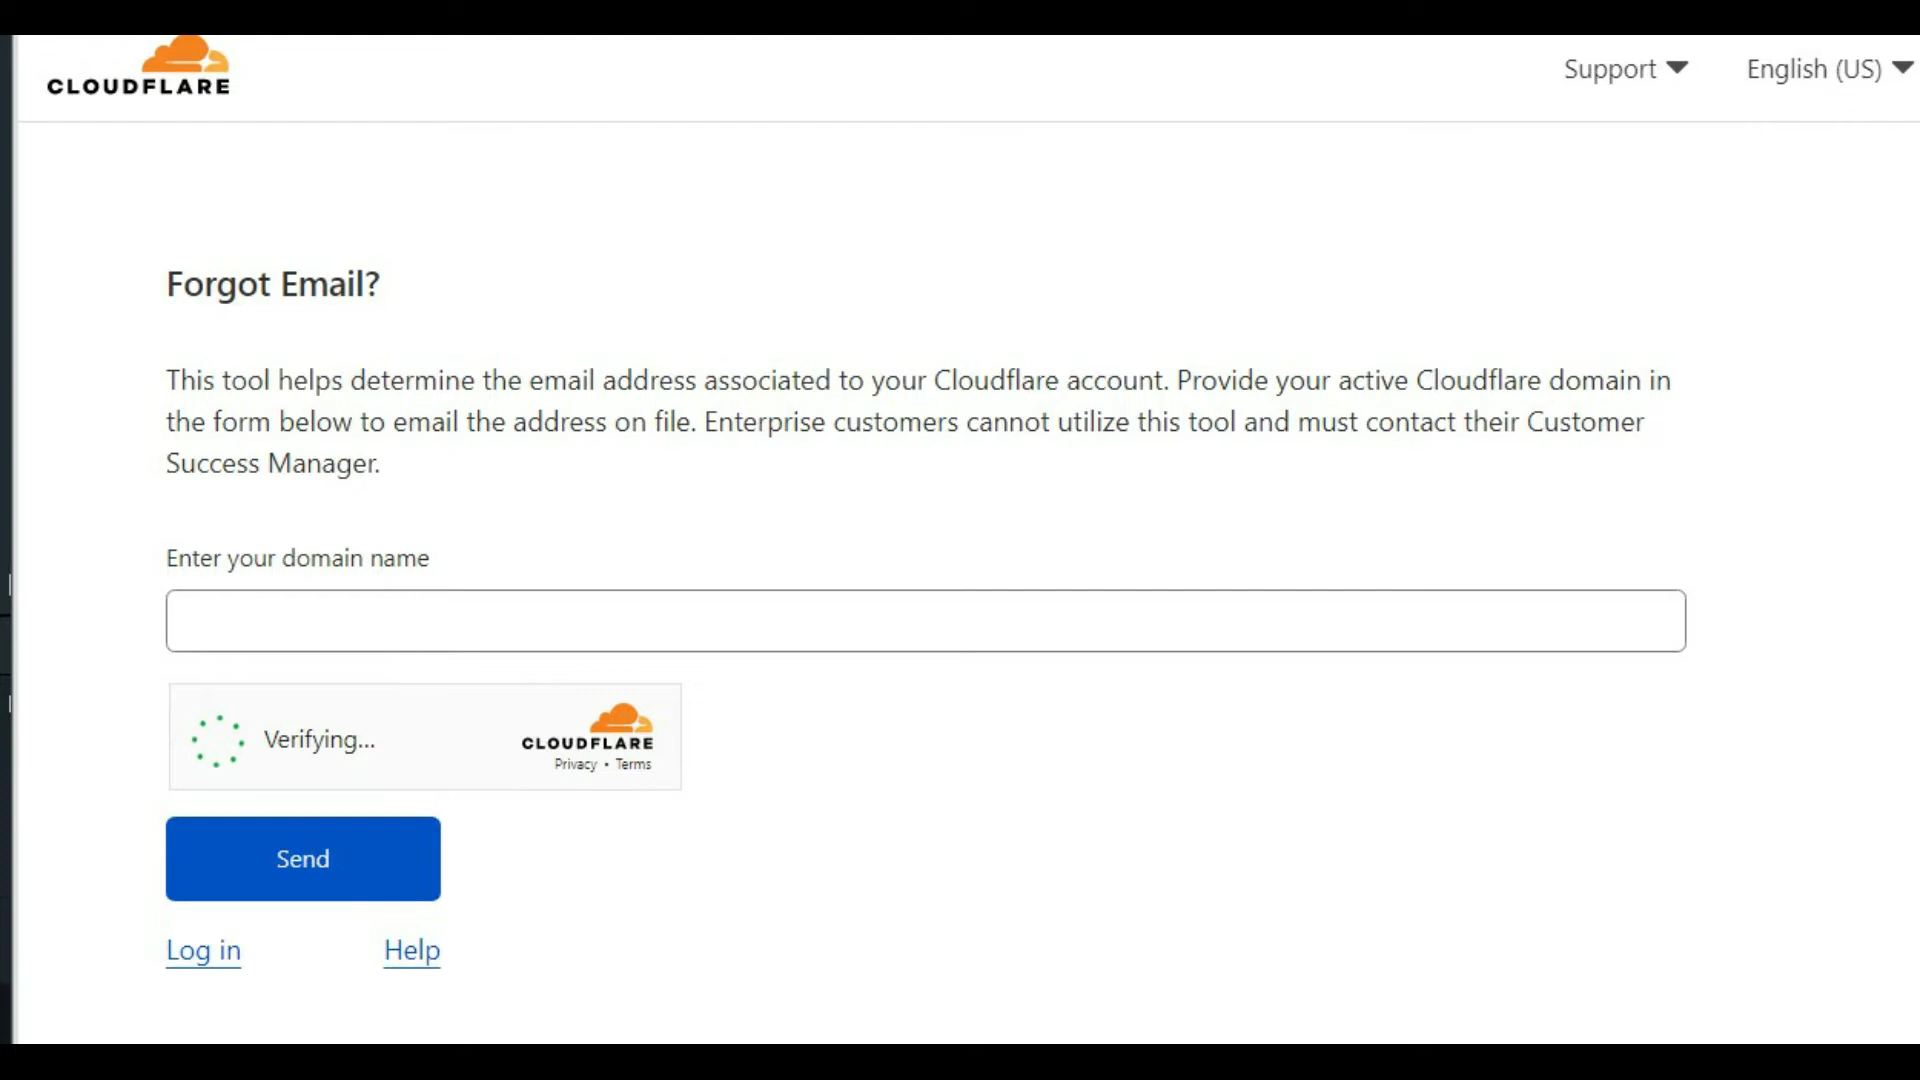 CLOUDFLARE
Support
English (US)
Forgot Email?
This tool helps determine the email address associated to your Cloudflare account. Provide your active Cloudflare domain in
the form below to email the address on file. Enterprise customers cannot utilize this tool and must contact their Customer
Success Manager.
Enter your domain name
Verifying...
CLOUDFLARE
Privacy • Terms
Send
Log in
Help